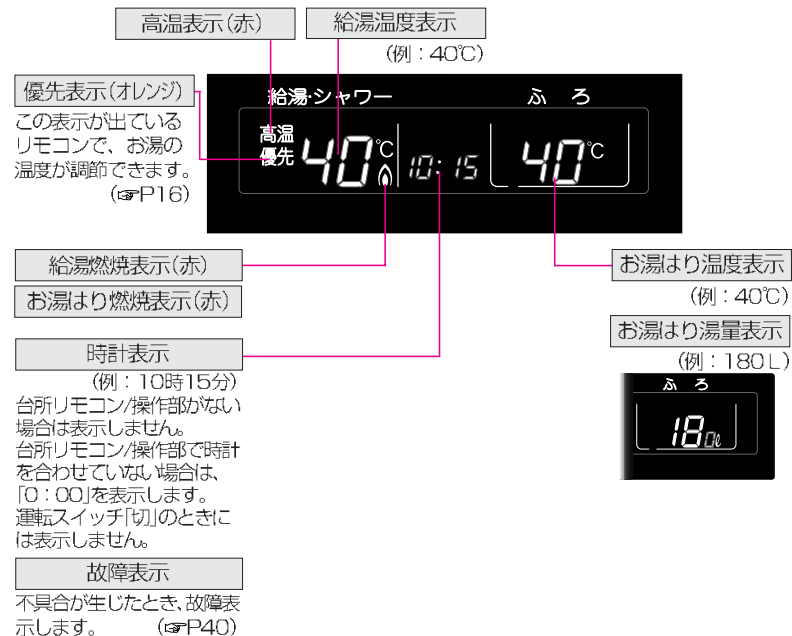 高温表示(赤)
給湯温度表示
(例：40℃)
優先表示(オレンジ)
この表示が出ている
リモコンで、お湯の
温度が調節できます。
(☞P16)
給湯・シャワー
ふろ
高温
優先
40℃
10:15
40℃
給湯燃焼表示(赤)
お湯はり燃焼表示(赤)
時計表示
(例：10時15分)
台所リモコン/操作部がない
場合は表示しません。
台所リモコン/操作部で時計
を合わせていない場合は、
「0：00」を表示します。
運転スイッチ「切」のときに
は表示しません。
故障表示
不具合が生じたとき、故障表
示します。 (☞P40)
お湯はり温度表示
(例：40℃)
お湯はり湯量表示
(例：180L)
ふろ
180ℓ